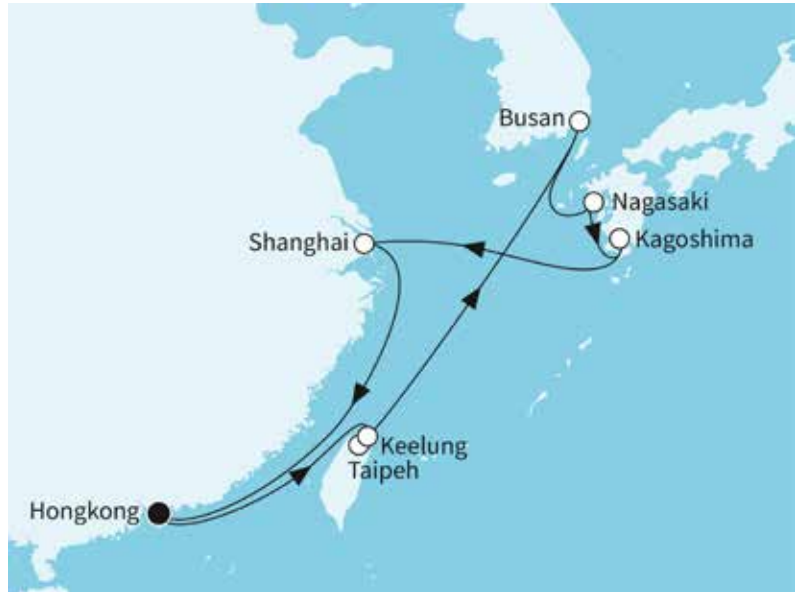 Busan
Nagasaki
Kagoshima
Shanghai
Keelung
Taipeh
Hongkong